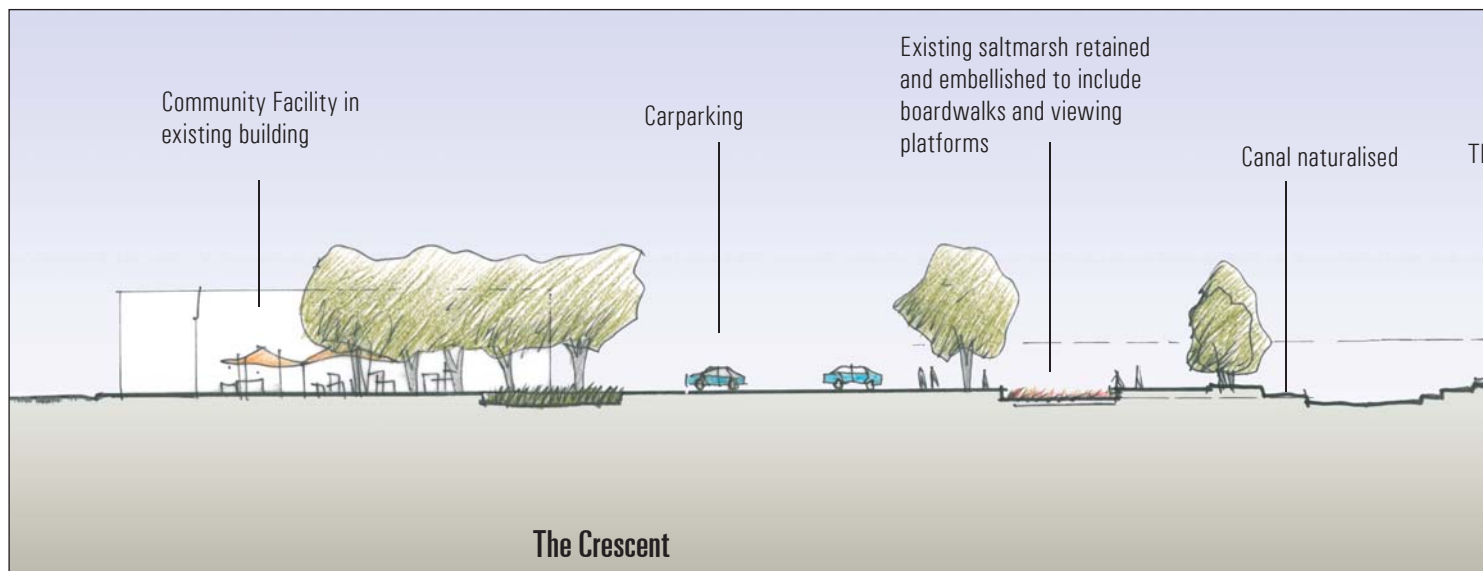 Community Facility in
existing building
Carparking
Existing saltmarsh retained
and embellished to include
boardwalks and viewing
platforms
Canal naturalised
The Crescent